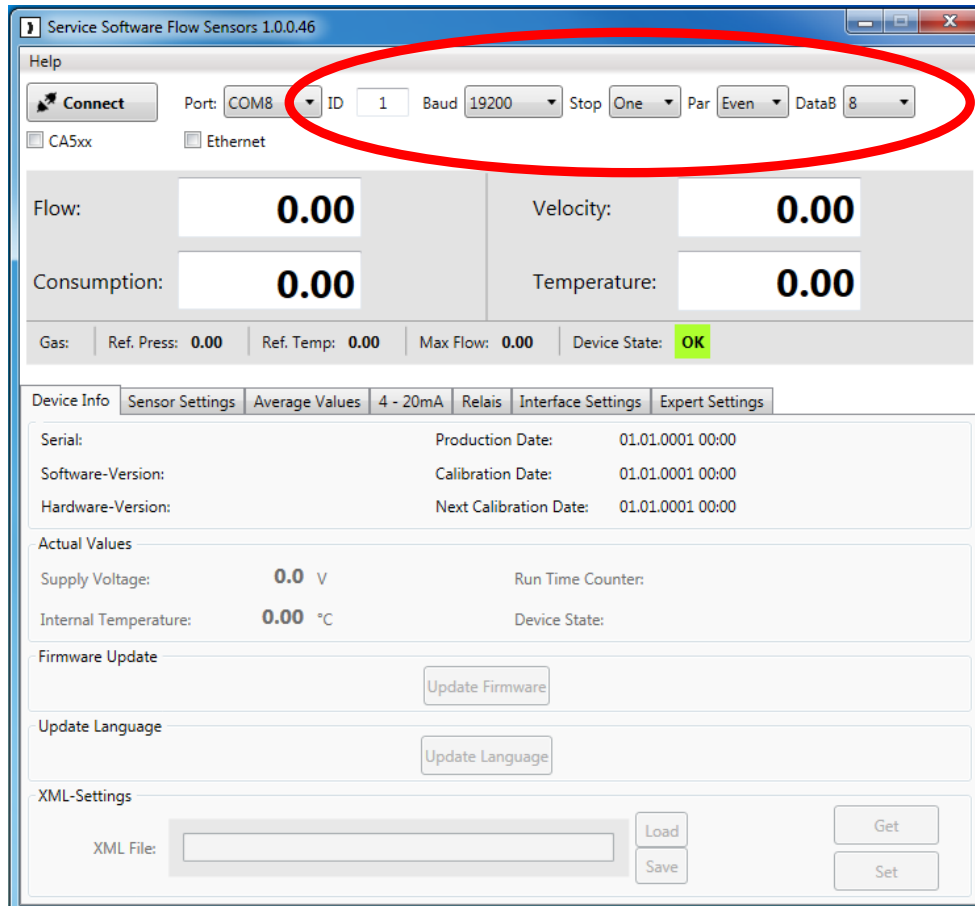 Service Software Flow Sensors 1.0.0.46
Help
Connect Port: COM8 ID 1 Baud 19200 Stop One Par Even DataB 8
CA5xx Ethernet
Flow: 0.00 Velocity: 0.00
Consumption: 0.00 Temperature: 0.00
Gas: Ref. Press: 0.00 Ref. Temp: 0.00 Max Flow: 0.00 Device State: OK
Device Info Sensor Settings Average Values 4 - 20mA Relais Interface Settings Expert Settings
Serial: Production Date: 01.01.0001 00:00
Software-Version: Calibration Date: 01.01.0001 00:00
Hardware-Version: Next Calibration Date: 01.01.0001 00:00
Actual Values
Supply Voltage: 0.0 V Run Time Counter:
Internal Temperature: 0.00 °C Device State:
Firmware Update
Update Firmware
Update Language
Update Language
XML-Settings
XML File: Load Get
Save Set